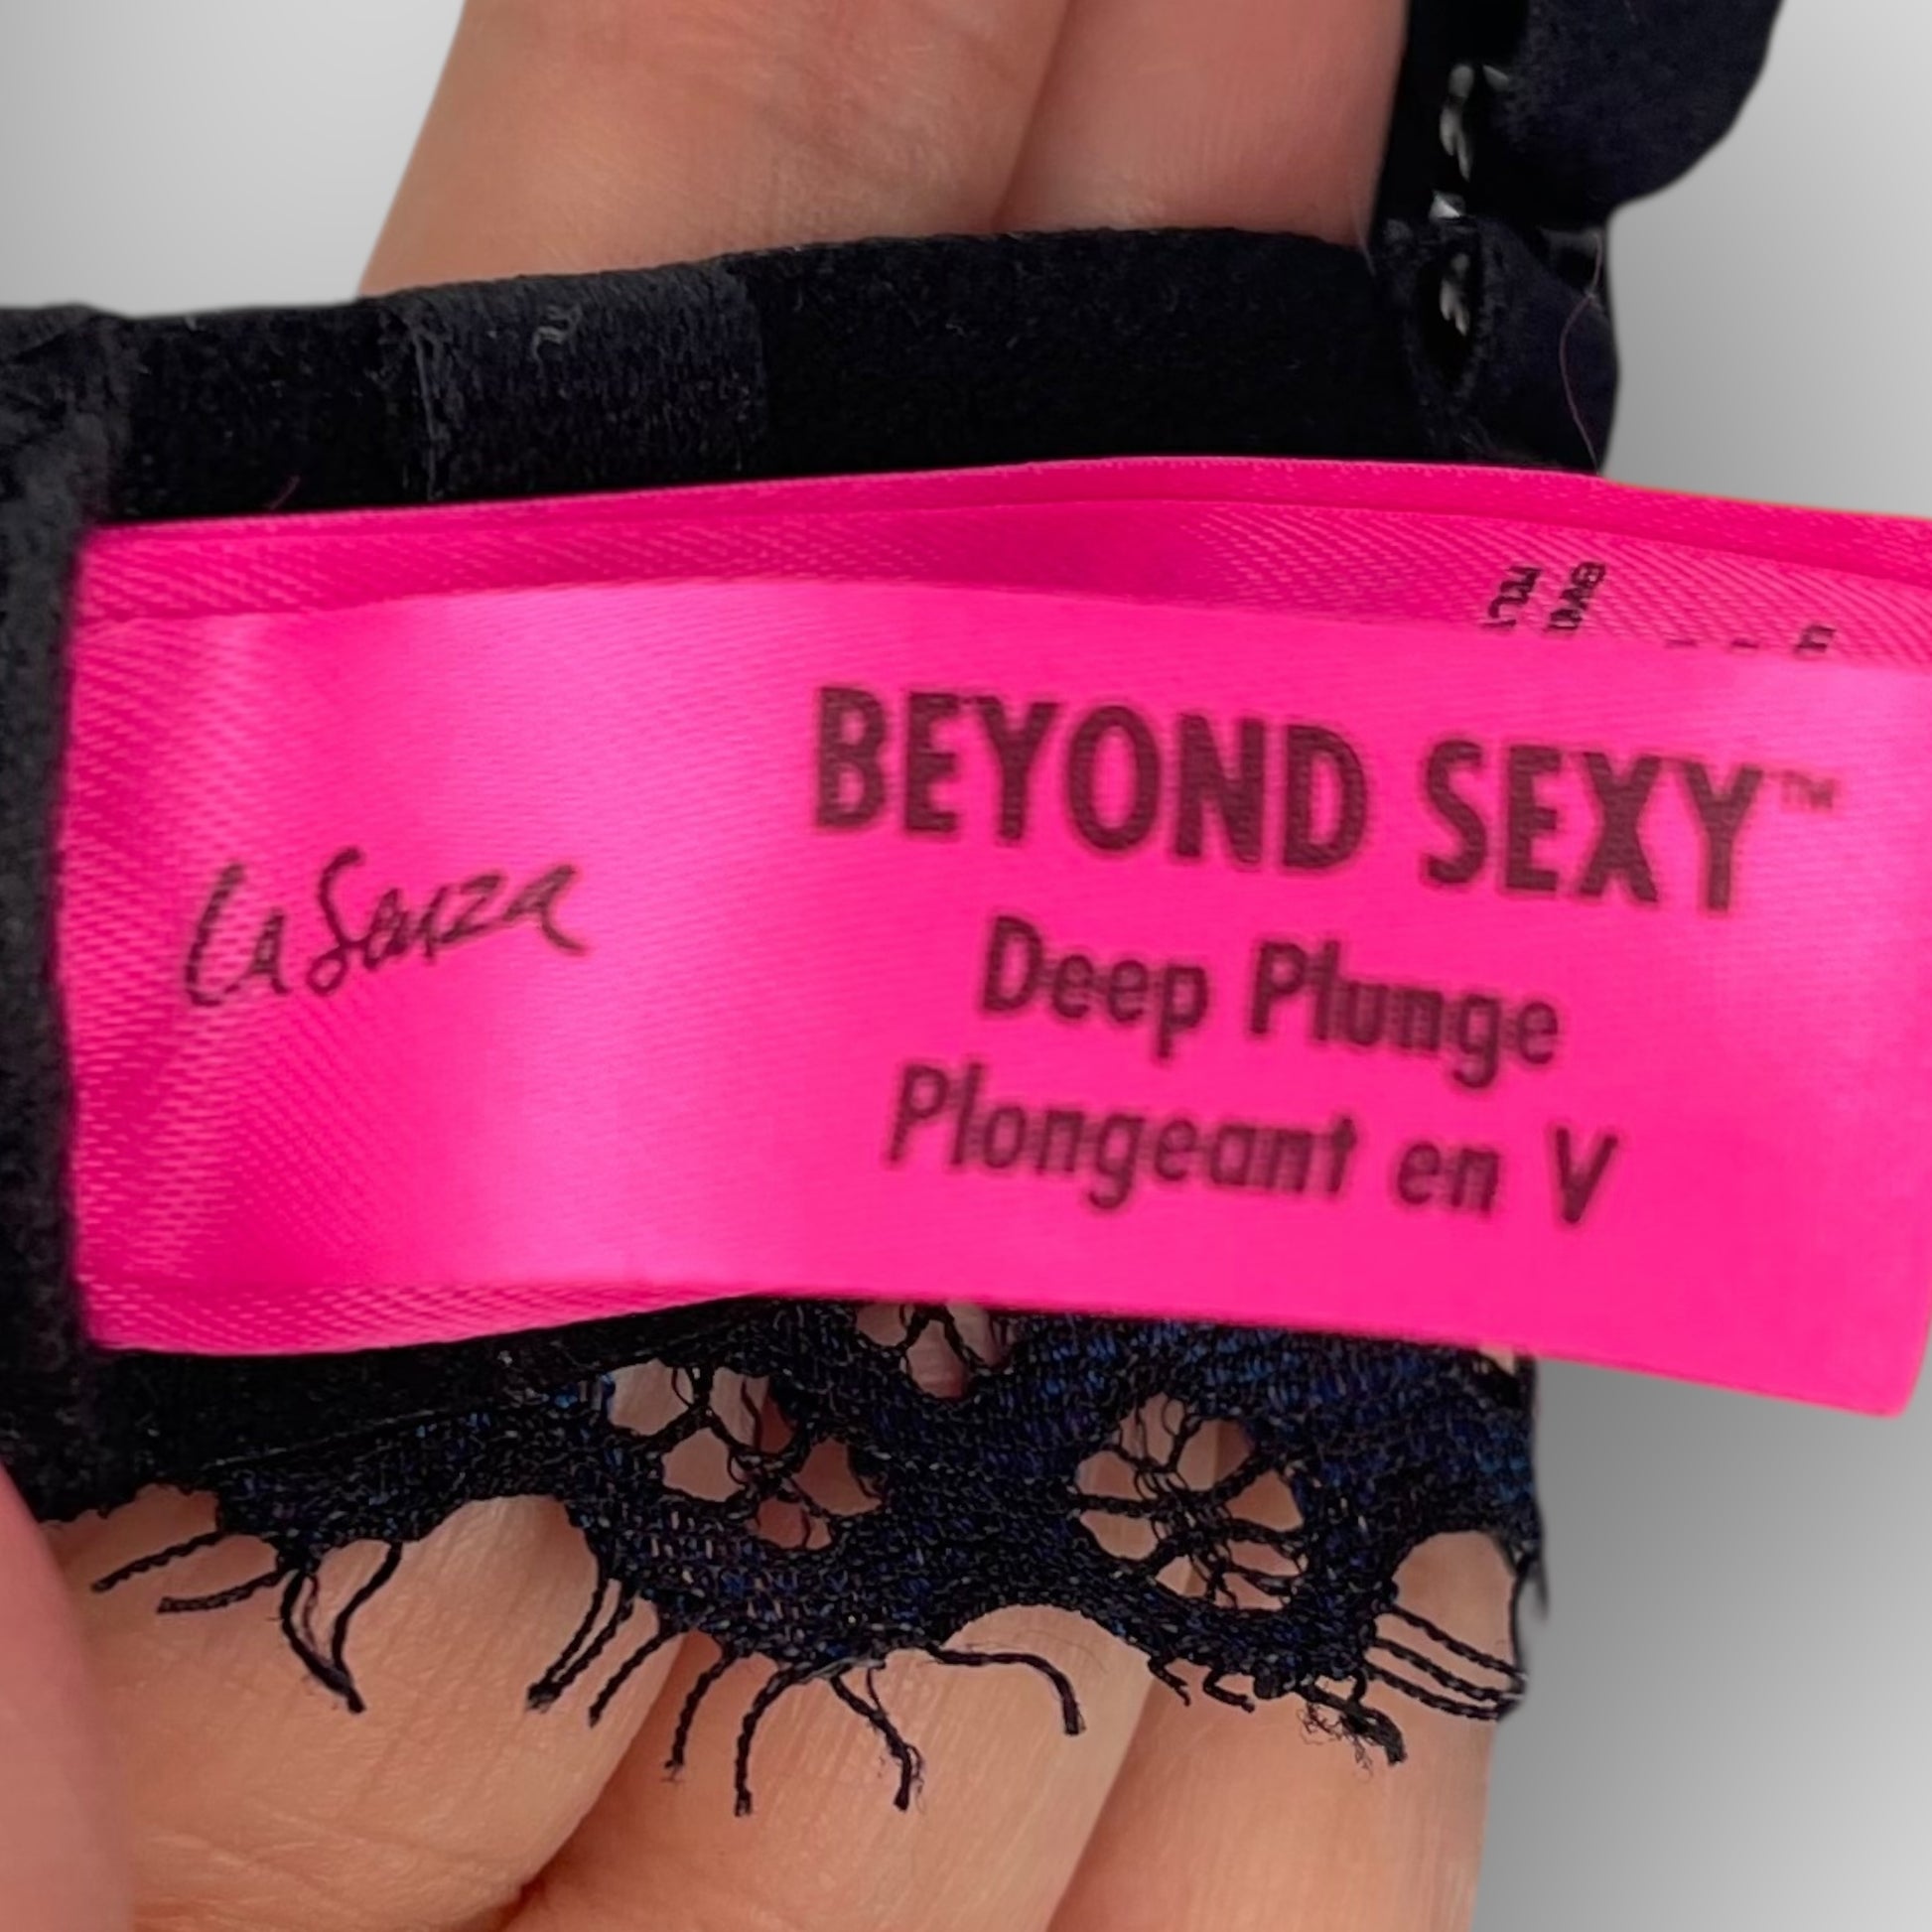 La Senza
BEYOND SEXY™
Deep Plunge
Plongeant en V